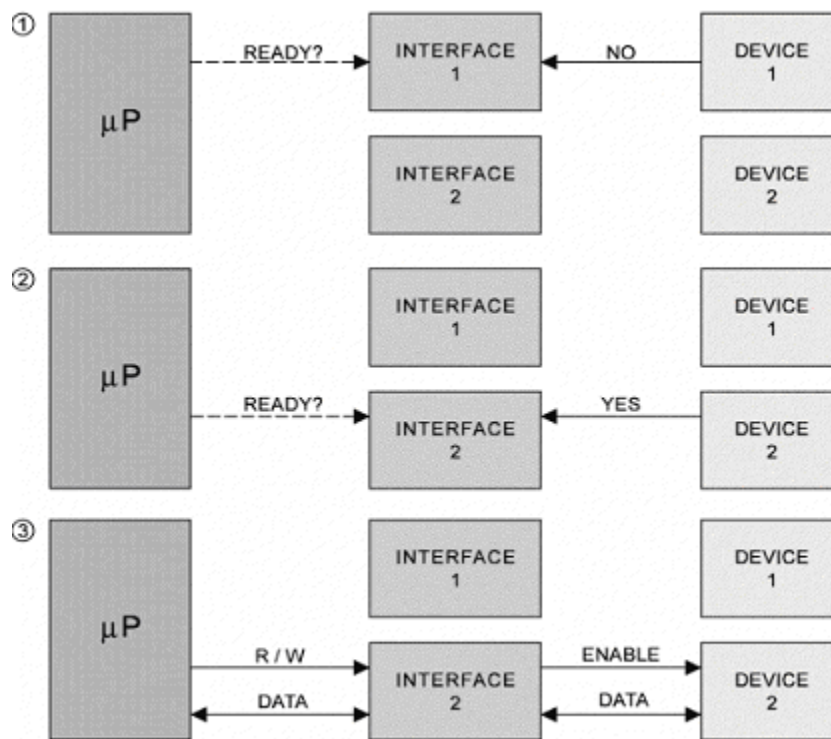 ①
μP
READY?
INTERFACE
1
NO
DEVICE
1
INTERFACE
2
DEVICE
2
②
μP
INTERFACE
1
DEVICE
1
READY?
INTERFACE
2
YES
DEVICE
2
③
μP
INTERFACE
1
DEVICE
1
R / W
DATA
INTERFACE
2
ENABLE
DATA
DEVICE
2